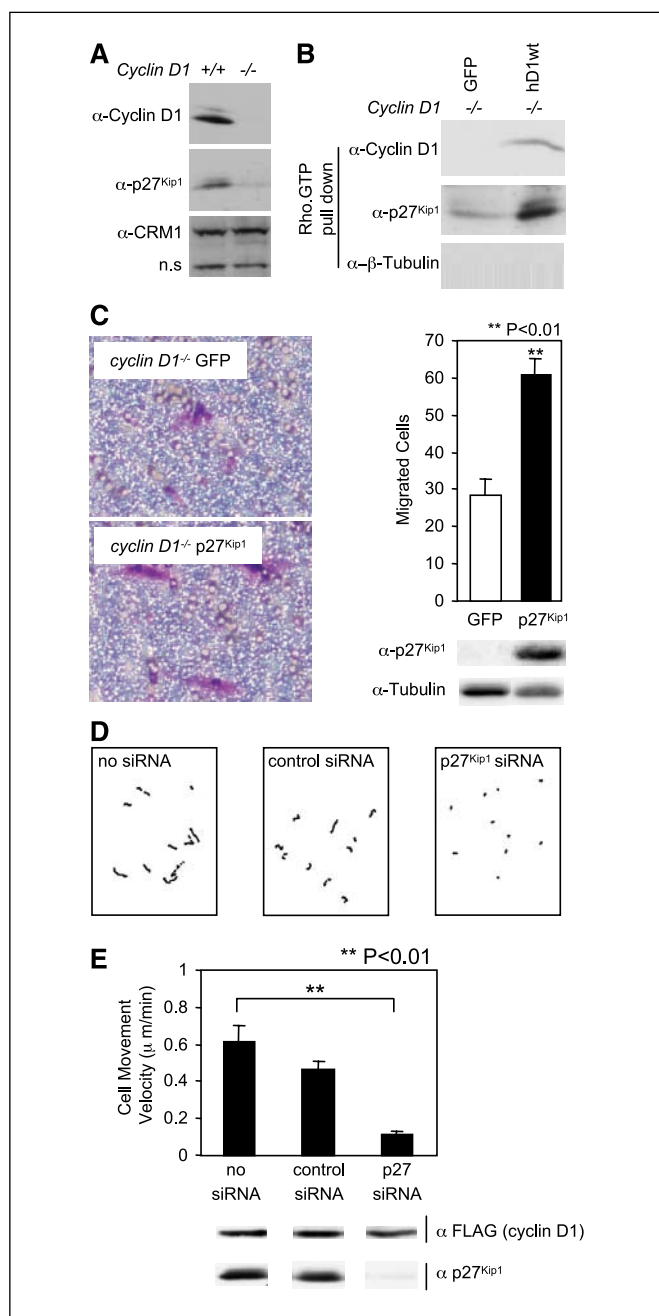 A
Cyclin D1 +/+ -/-
α-Cyclin D1
α-p27Kip1
α-CRM1
n.s
B
GFP
hD1wt
Cyclin D1 -/- -/-
Rho.GTP
pull down
α-Cyclin D1
α-p27Kip1
α-β-Tubulin
C
cyclin D1-/- GFP
cyclin D1-/- p27Kip1
** P<0.01
**
70
60
50
40
30
20
10
0
Migrated Cells
GFP p27Kip1
α-p27Kip1
α-Tubulin
D
no siRNA
control siRNA
p27Kip1 siRNA
E
** P<0.01
**
1
0.8
0.6
0.4
0.2
0
Cell Movement
Velocity (μ m/min)
no
siRNA
control
siRNA
p27
siRNA
α FLAG (cyclin D1)
α p27Kip1